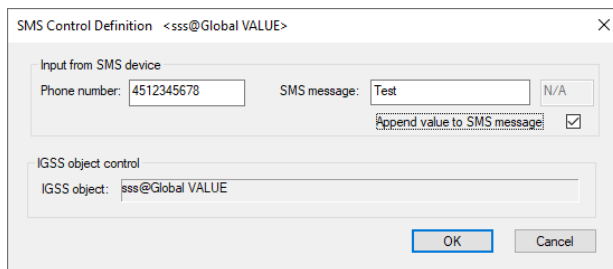 SMS Control Definition <sss@Global VALUE>
Input from SMS device
Phone number: 4512345678 SMS message: Test N/A
Append value to SMS message
IGSS object control
IGSS object: sss@Global VALUE
OK Cancel